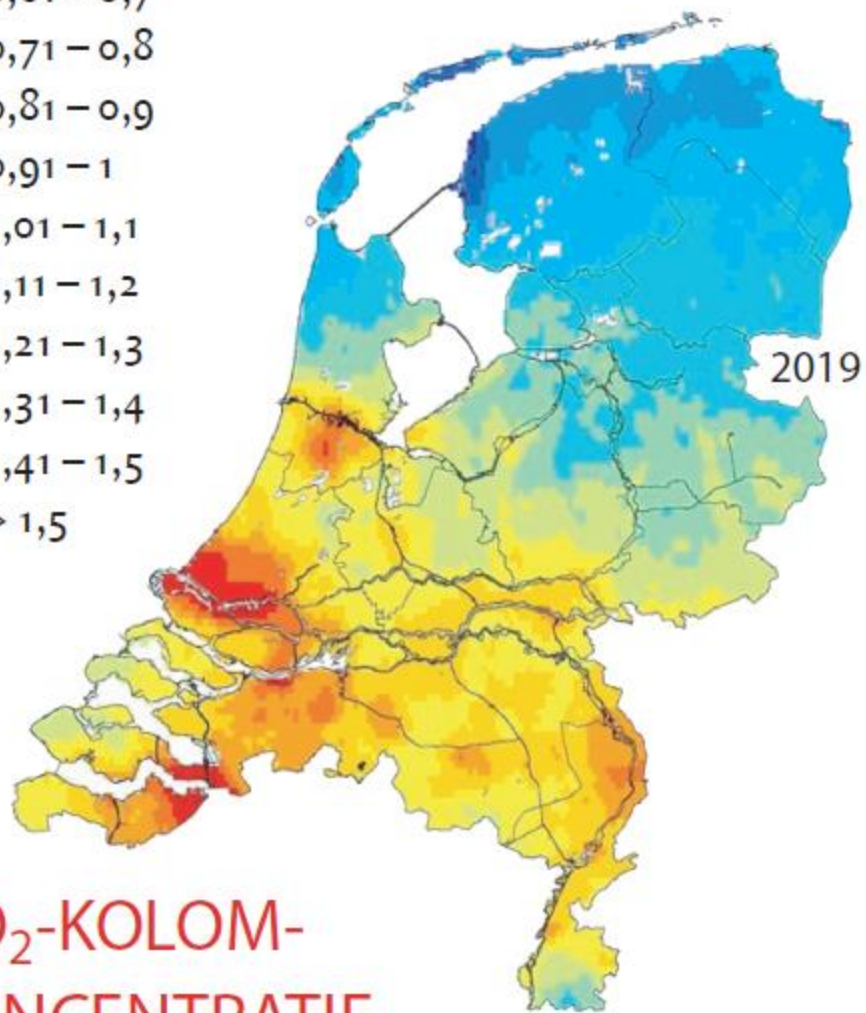 ,71 – 0,8
,81 – 0,9
,91 – 1
,01 – 1,1
,11 – 1,2
,21 – 1,3
,31 – 1,4
,41 – 1,5
> 1,5
2019
₂-KOLOM-